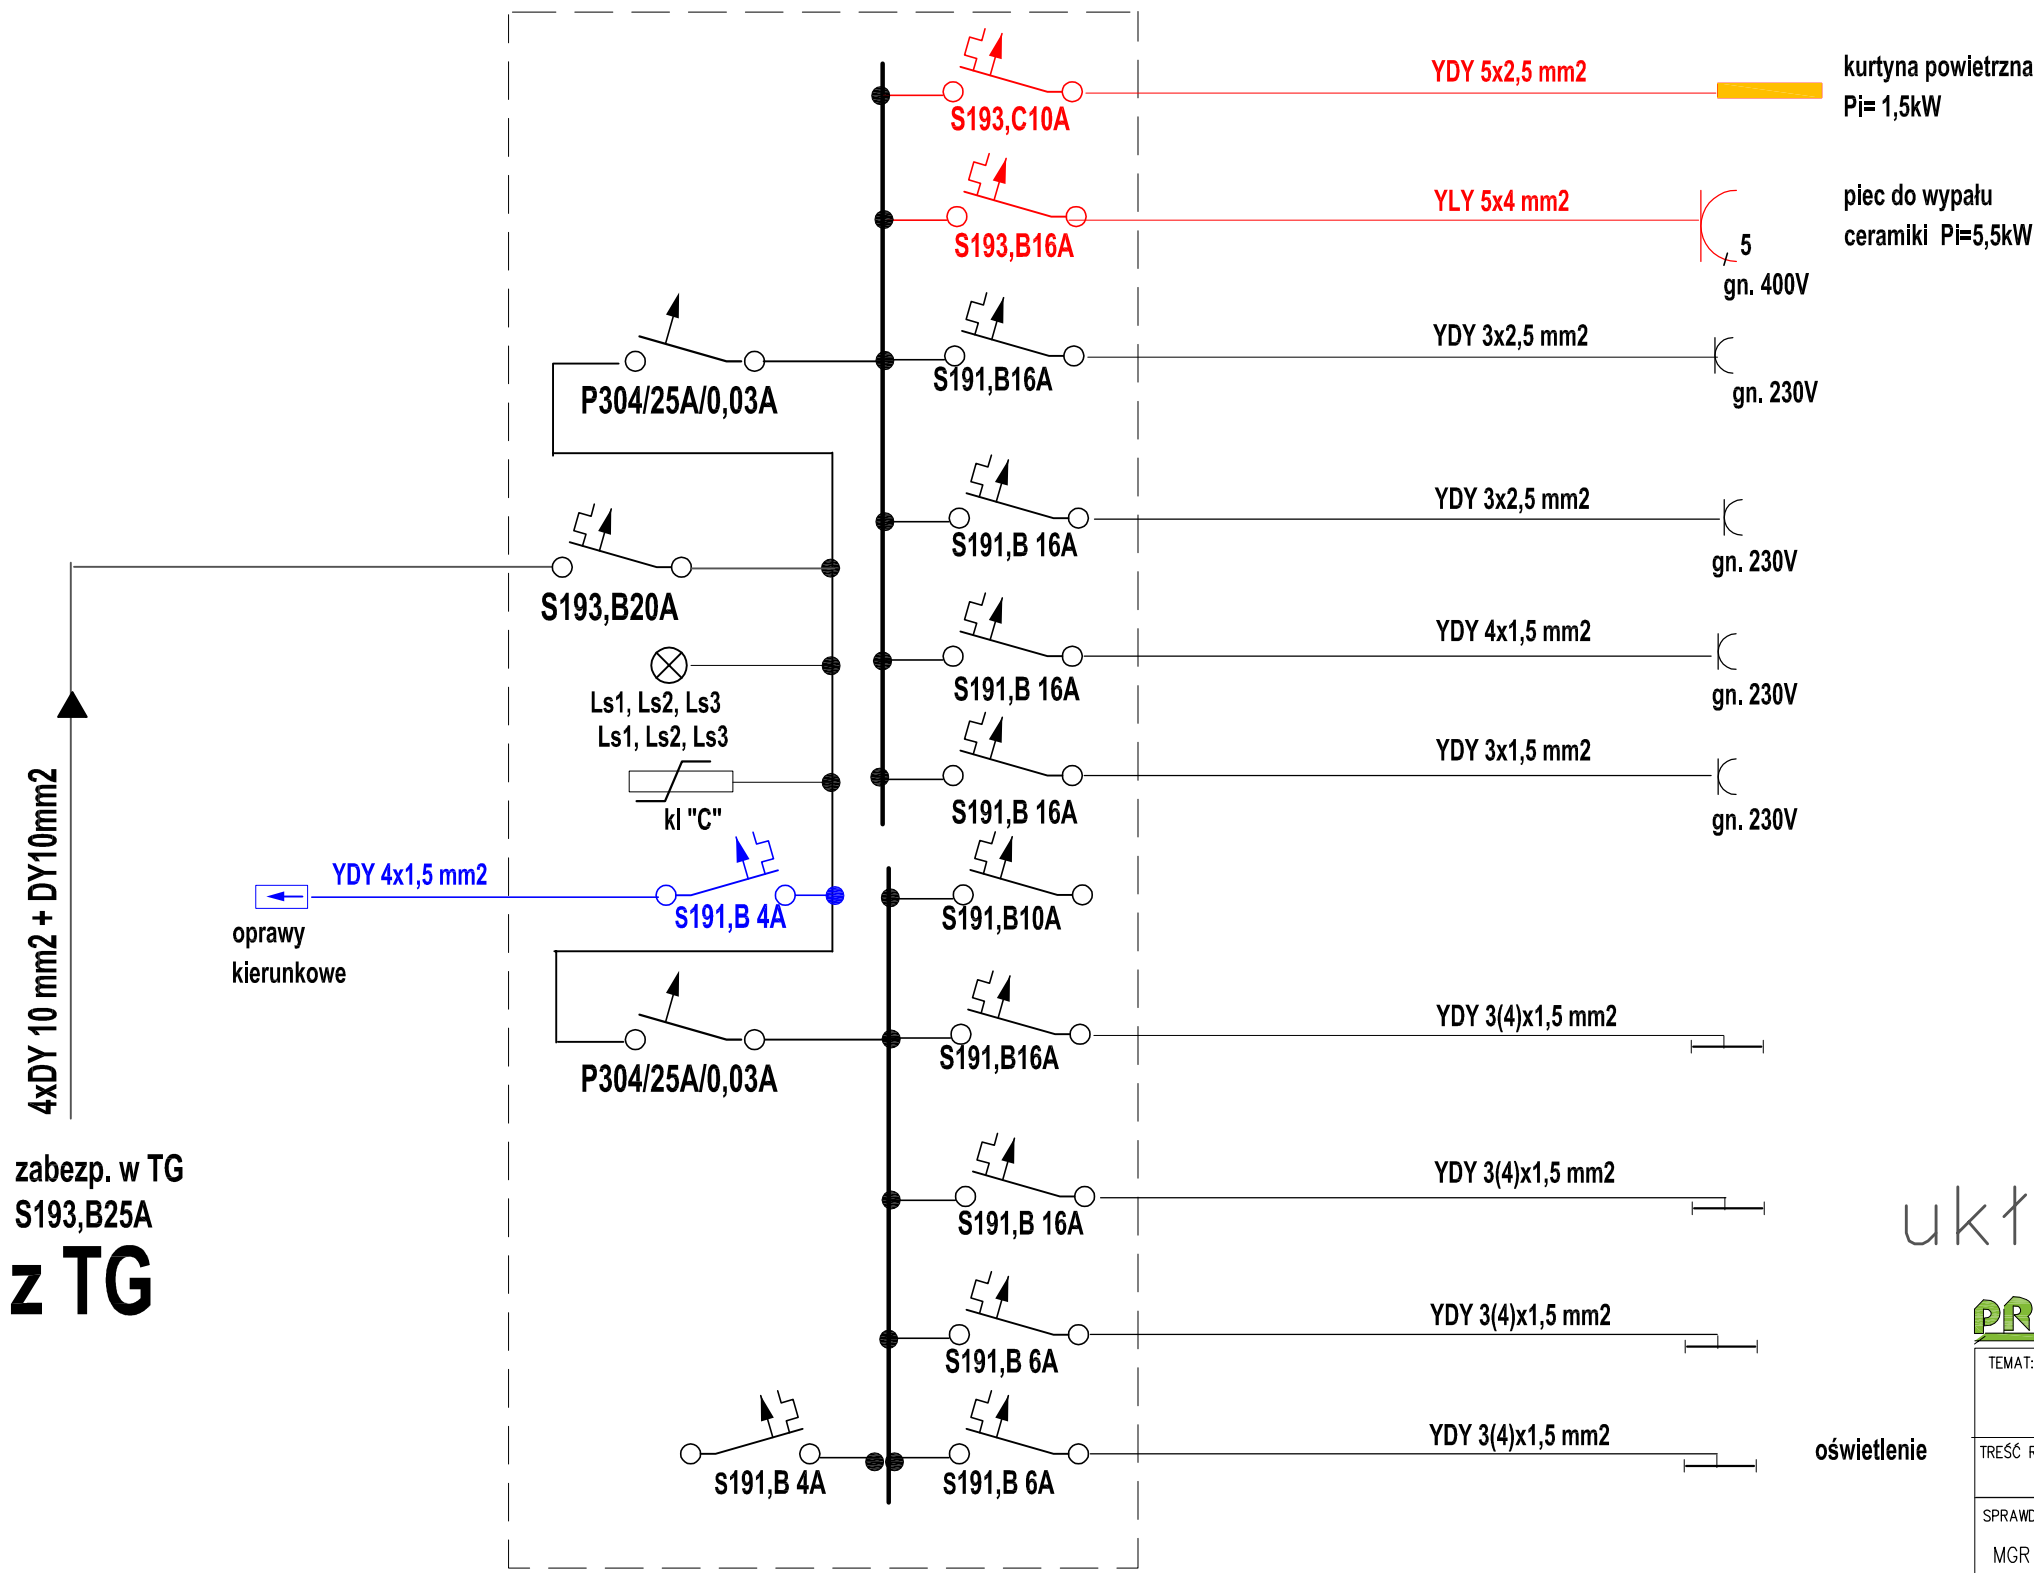 YDY 5x2,5 mm2
kurtyna powietrzna
Pi= 1,5kW
S193,C10A
YLY 5x4 mm2
piec do wypału
ceramiki Pi=5,5kW
S193,B16A
5
gn. 400V
YDY 3x2,5 mm2
S191,B16A
gn. 230V
P304/25A/0,03A
YDY 3x2,5 mm2
S191,B 16A
gn. 230V
S193,B20A
YDY 4x1,5 mm2
S191,B 16A
gn. 230V
Ls1, Ls2, Ls3
Ls1, Ls2, Ls3
YDY 3x1,5 mm2
S191,B 16A
gn. 230V
kl "C"
4xDY 10 mm2 + DY10mm2
YDY 4x1,5 mm2
S191,B 4A
oprawy
kierunkowe
S191,B10A
YDY 3(4)x1,5 mm2
S191,B16A
P304/25A/0,03A
zabezp. w TG
S193,B25A
z TG
YDY 3(4)x1,5 mm2
S191,B 16A
ukł
YDY 3(4)x1,5 mm2
S191,B 6A
PR
TEMAT:
YDY 3(4)x1,5 mm2
oświetlenie
S191,B 4A
S191,B 6A
TREŚĆ R
SPRAWD
MGR